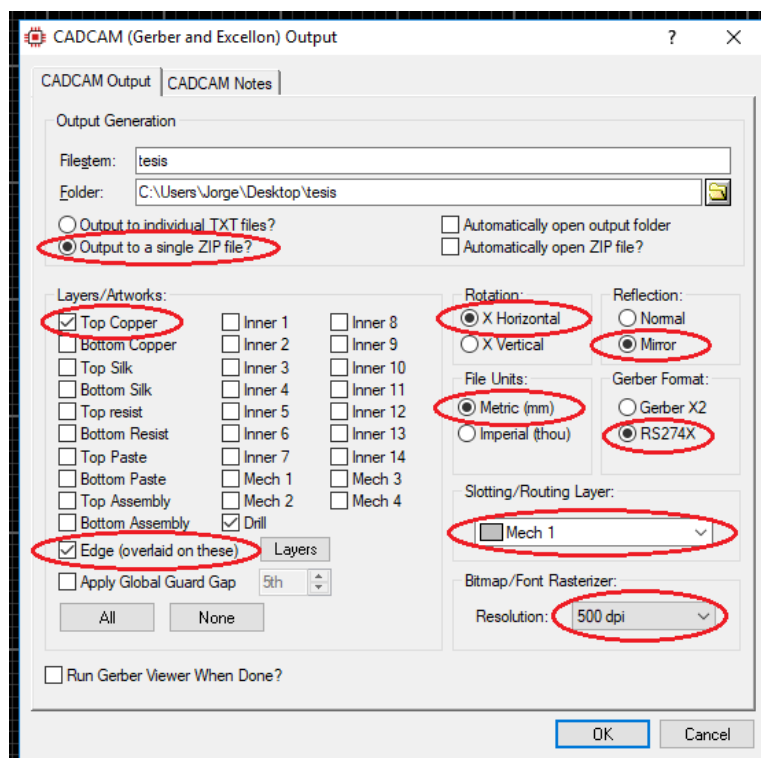 CADCAM (Gerber and Excellon) Output ?
CADCAM Output CADCAM Notes
Output Generation
Filestem: tesis
Folder: C:\Users\Jorge\Desktop\tesis
Output to individual TXT files? Automatically open output folder
Output to a single ZIP file? Automatically open ZIP file?
Layers/Artworks: Rotation: Reflection:
Top Copper Inner 1 Inner 8 X Horizontal Normal
Bottom Copper Inner 2 Inner 9 X Vertical Mirror
Top Silk Inner 3 Inner 10
Bottom Silk Inner 4 Inner 11 File Units: Gerber Format:
Top resist Inner 5 Inner 12 Metric (mm) Gerber X2
Bottom Resist Inner 6 Inner 13 Imperial (thou) RS274X
Top Paste Inner 7 Inner 14
Bottom Paste Mech 1 Mech 3
Top Assembly Mech 2 Mech 4 Slotting/Routing Layer:
Bottom Assembly Drill Mech 1
Edge (overlaid on these) Layers
Apply Global Guard Gap 5th Bitmap/Font Rasterizer:
All None Resolution: 500 dpi
Run Gerber Viewer When Done?
OK Cancel